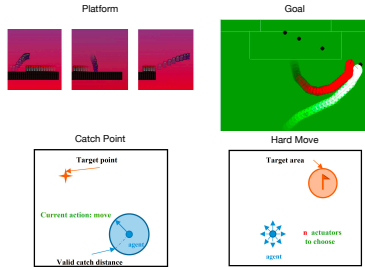 Platform
Goal
Catch Point
Target point
Current action: move
agent
Valid catch distance
Hard Move
Target area
n actuators
to choose
agent